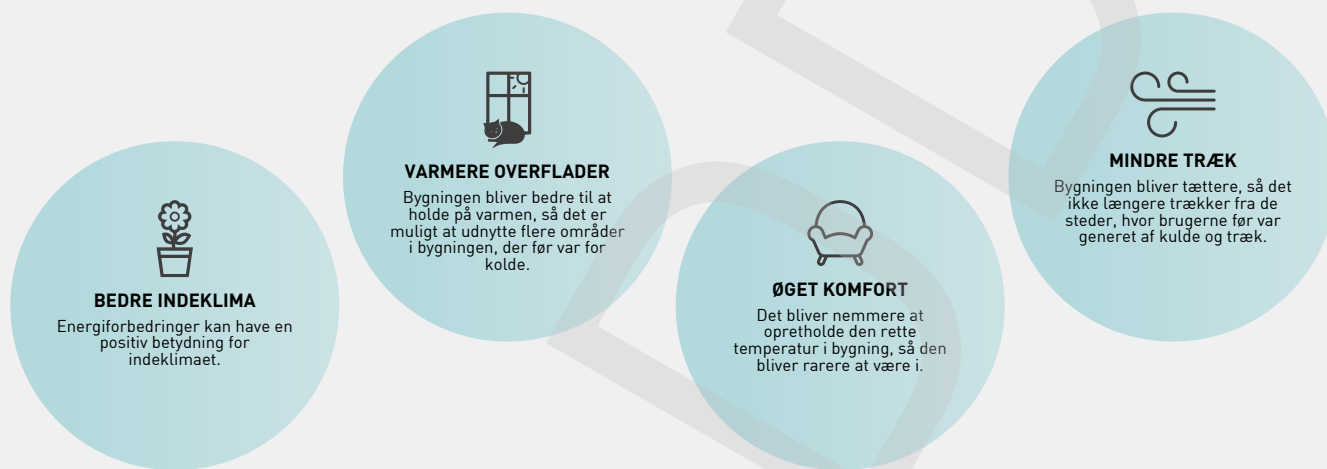 BEDRE INDEKLIMA
Energiforbedringer kan have en
positiv betydning for
indeklimaet.
VARMERE OVERFLADER
Bygningen bliver bedre til at
holde på varmen, så det er
muligt at udnytte flere områder
i bygningen, der før var for
kolde.
ØGET KOMFORT
Det bliver nemmere at
opretholde den rette
temperatur i bygning, så den
bliver rarere at være i.
MINDRE TRÆK
Bygningen bliver tættere, så det
ikke længere trækker fra de
steder, hvor brugerne før var
generet af kulde og træk.